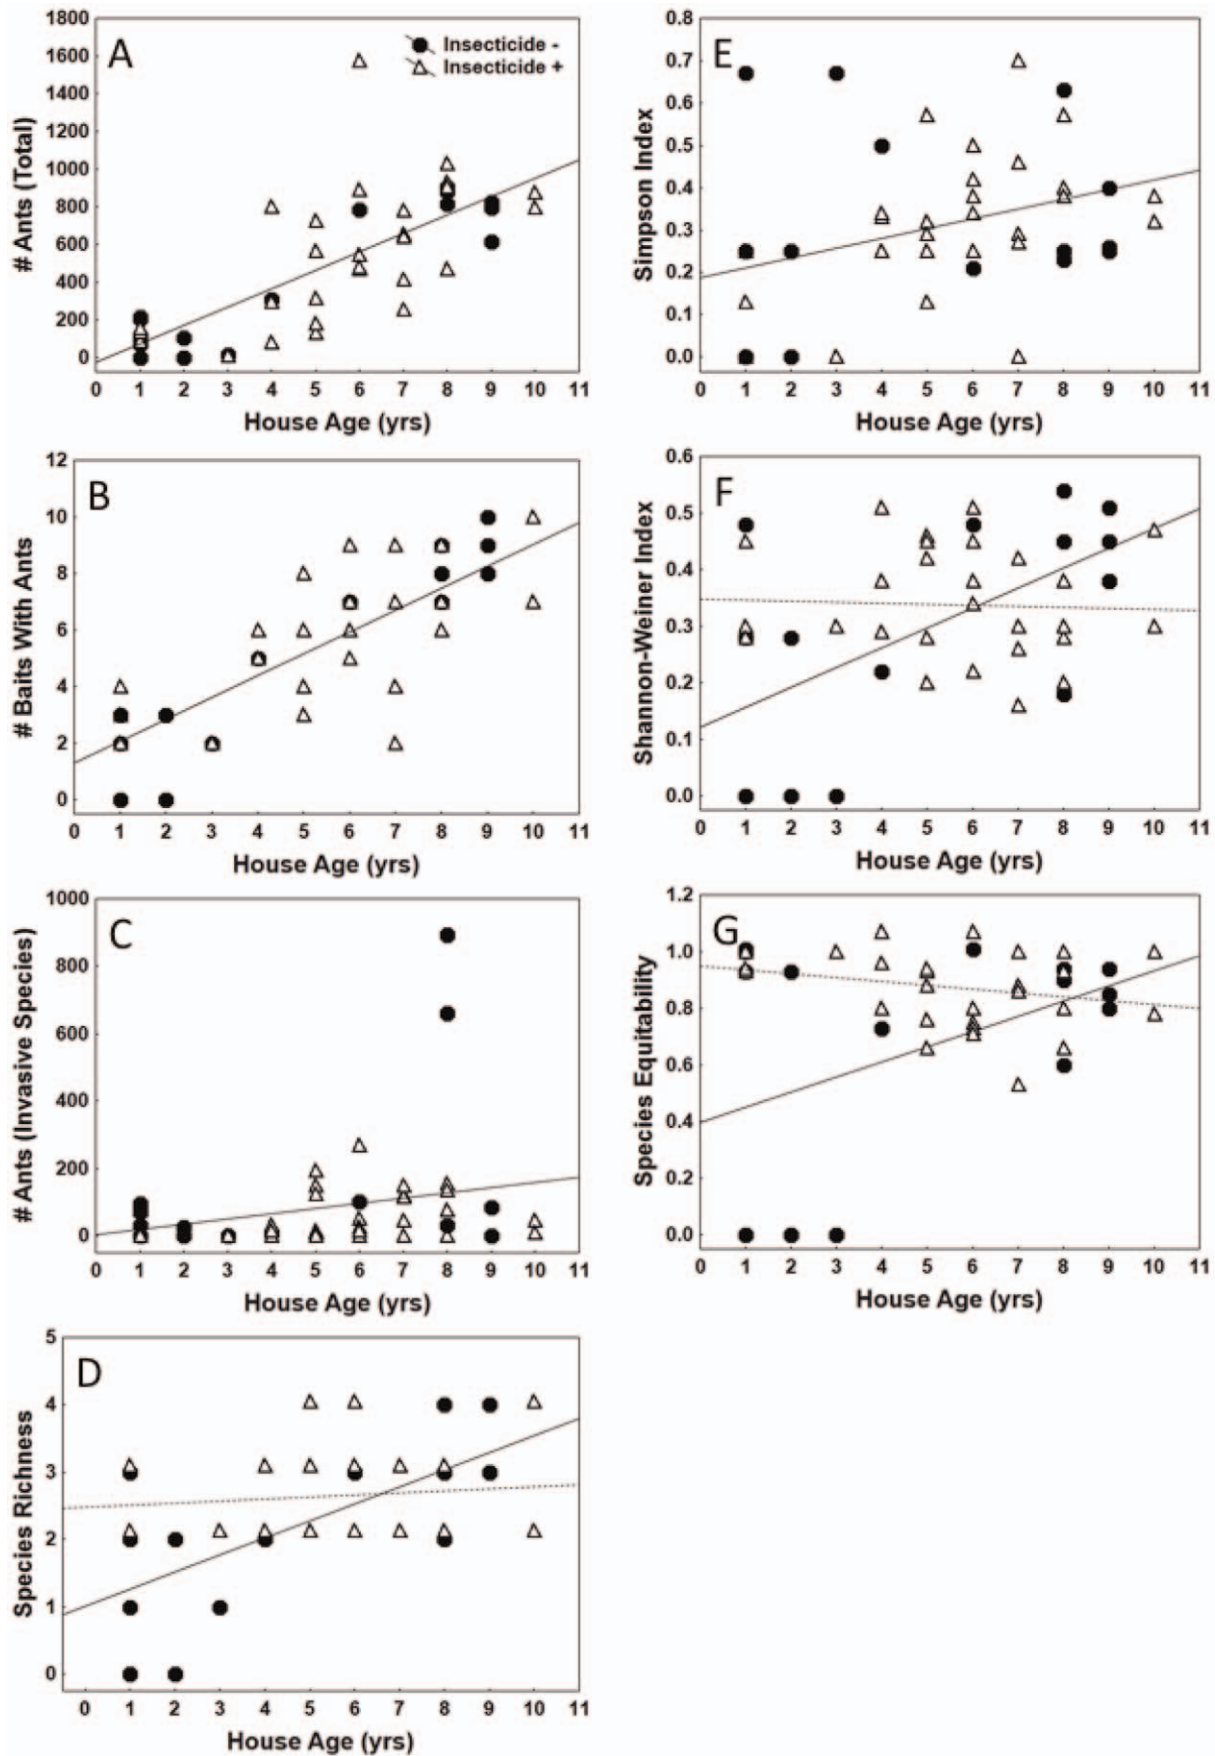 A
Insecticide -
Insecticide +
# Ants (Total)
1800
1600
1400
1200
1000
800
600
400
200
0
0 1 2 3 4 5 6 7 8 9 10 11
House Age (yrs)
B
# Baits With Ants
12
10
8
6
4
2
0
0 1 2 3 4 5 6 7 8 9 10 11
House Age (yrs)
C
# Ants (Invasive Species)
1000
800
600
400
200
0
0 1 2 3 4 5 6 7 8 9 10 11
House Age (yrs)
D
Species Richness
5
4
3
2
1
0
0 1 2 3 4 5 6 7 8 9 10 11
House Age (yrs)
E
Simpson Index
0.8
0.7
0.6
0.5
0.4
0.3
0.2
0.1
0.0
0 1 2 3 4 5 6 7 8 9 10 11
House Age (yrs)
F
Shannon-Weiner Index
0.6
0.5
0.4
0.3
0.2
0.1
0.0
0 1 2 3 4 5 6 7 8 9 10 11
House Age (yrs)
G
Species Equitability
1.2
1.0
0.8
0.6
0.4
0.2
0.0
0 1 2 3 4 5 6 7 8 9 10 11
House Age (yrs)